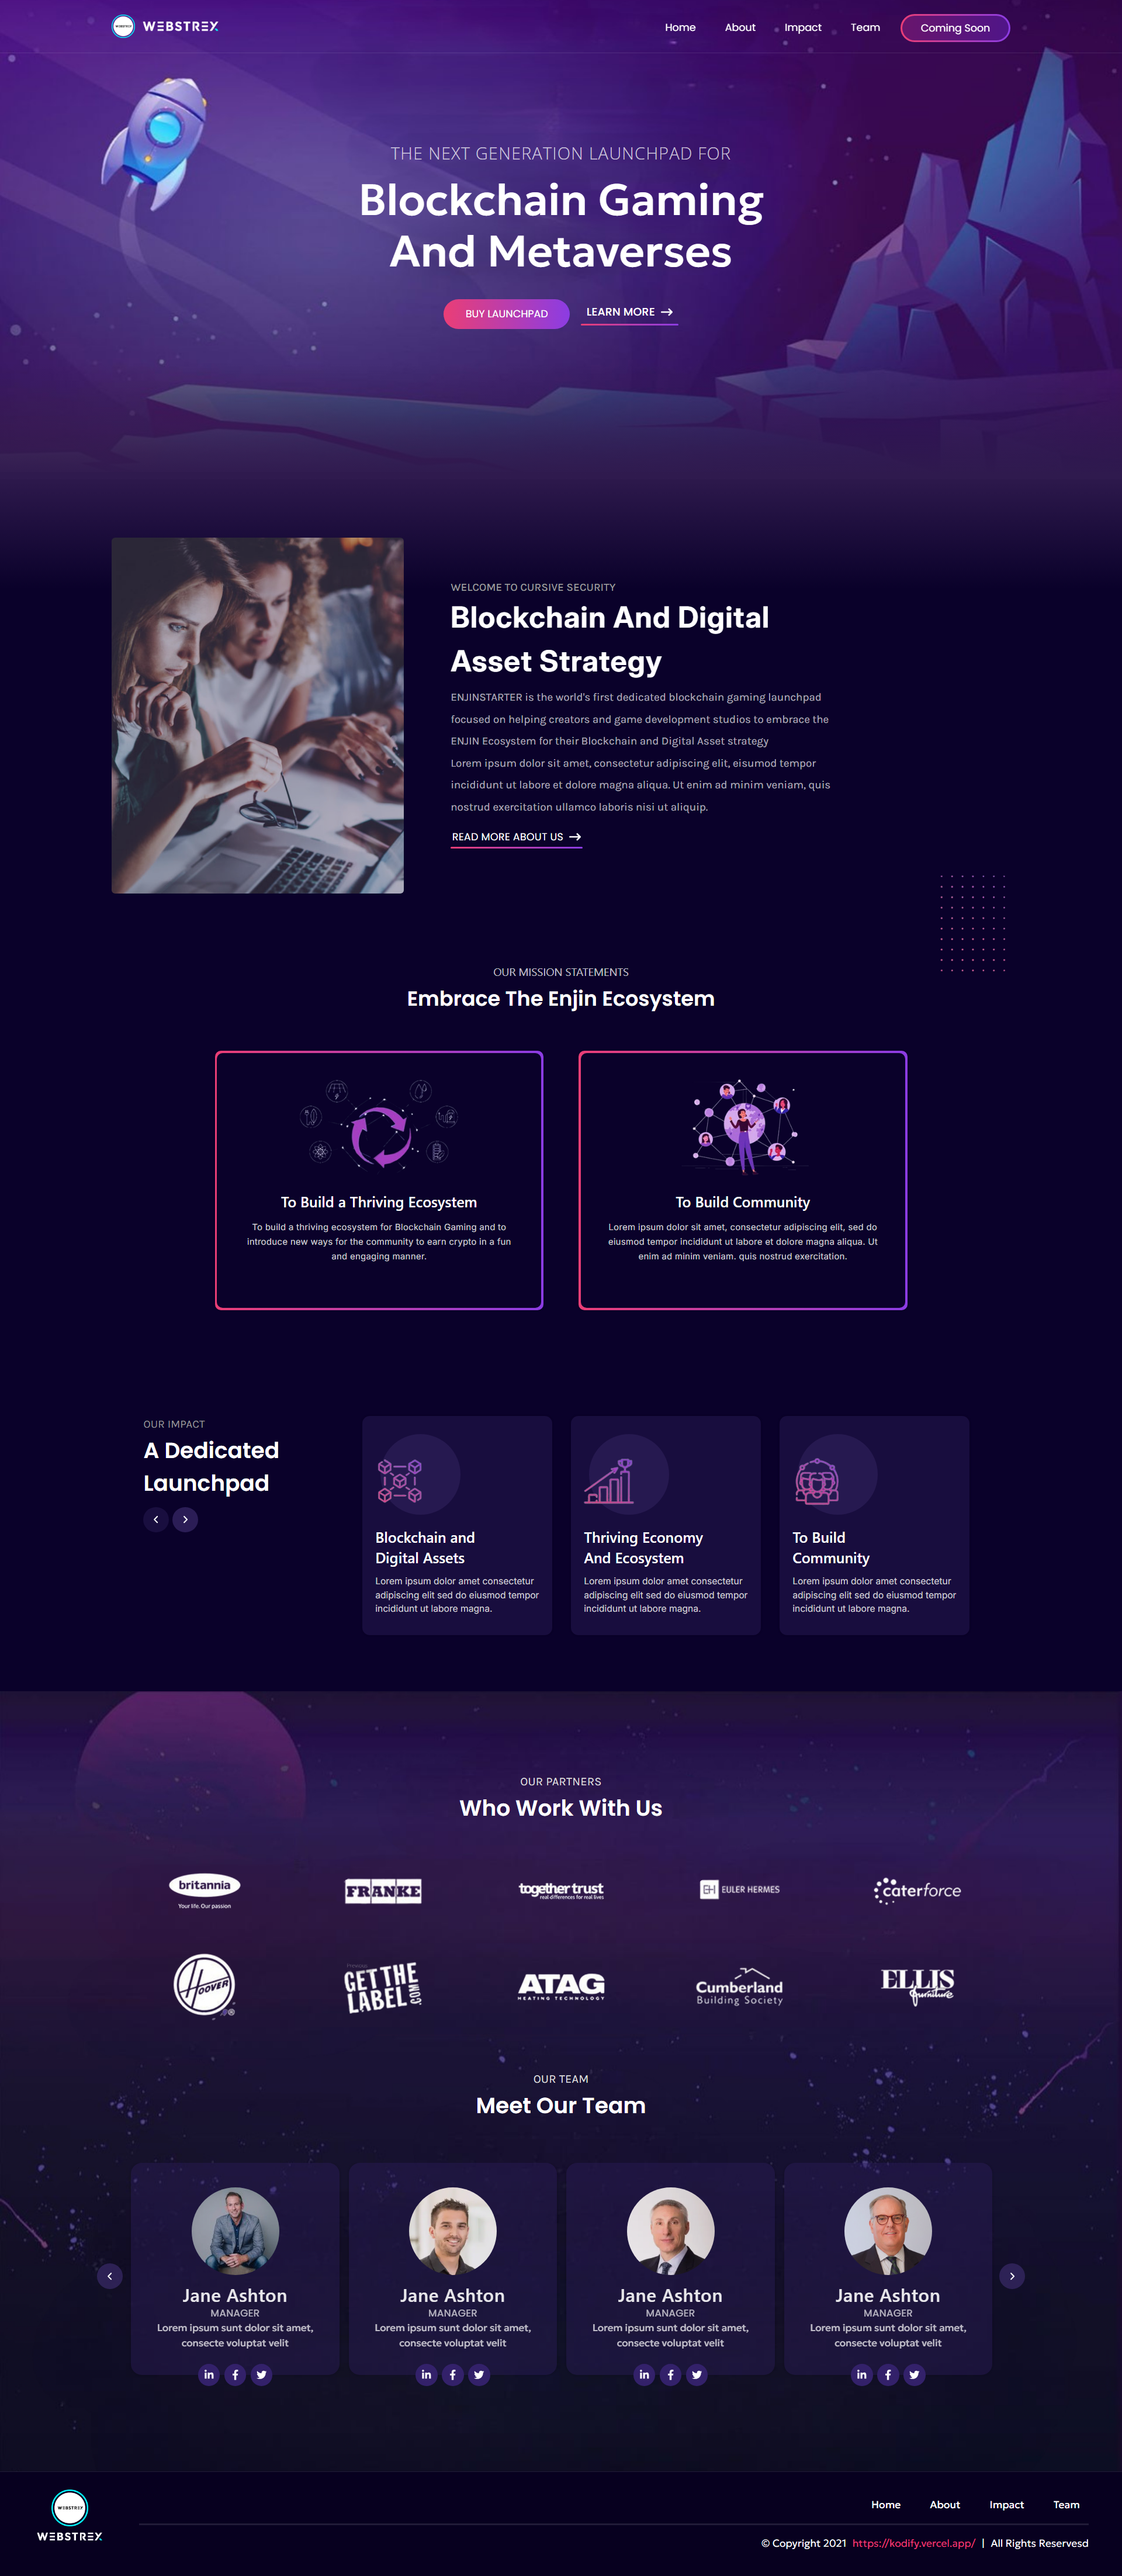 WEBSTREX
Home About Impact Team Coming Soon
THE NEXT GENERATION LAUNCHPAD FOR
Blockchain Gaming
And Metaverses
BUY LAUNCHPAD LEARN MORE
WELCOME TO CURSIVE SECURITY
Blockchain And Digital
Asset Strategy
ENJINSTARTER is the world's first dedicated blockchain gaming launchpad
focused on helping creators and game development studios to embrace the
ENJIN Ecosystem for their Blockchain and Digital Asset strategy
Lorem ipsum dolor sit amet, consectetur adipiscing elit, eisumod tempor
incididunt ut labore et dolore magna aliqua. Ut enim ad minim veniam, quis
nostrud exercitation ullamco laboris nisi ut aliquip.
READ MORE ABOUT US
OUR MISSION STATEMENTS
Embrace The Enjin Ecosystem
To Build a Thriving Ecosystem
To build a thriving ecosystem for Blockchain Gaming and to
introduce new ways for the community to earn crypto in a fun
and engaging manner.
To Build Community
Lorem ipsum dolor sit amet, consectetur adipiscing elit, sed do
eiusmod tempor incididunt ut labore et dolore magna aliqua. Ut
enim ad minim veniam. quis nostrud exercitation.
OUR IMPACT
A Dedicated
Launchpad
Blockchain and
Digital Assets
Lorem ipsum dolor amet consectetur
adipiscing elit sed do eiusmod tempor
incididunt ut labore magna.
Thriving Economy
And Ecosystem
Lorem ipsum dolor amet consectetur
adipiscing elit sed do eiusmod tempor
incididunt ut labore magna.
To Build
Community
Lorem ipsum dolor amet consectetur
adipiscing elit sed do eiusmod tempor
incididunt ut labore magna.
OUR PARTNERS
Who Work With Us
britannia
Your life. Our passion
FRANKE
together trust
real differences for real lives
EH EULER HERMES
caterforce
HOOVER
GET THE
LABEL.COM
ATAG
HEATING TECHNOLOGY
Cumberland
Building Society
ELLIS
furniture
OUR TEAM
Meet Our Team
Jane Ashton
MANAGER
Lorem ipsum sunt dolor sit amet,
consecte voluptat velit
Jane Ashton
MANAGER
Lorem ipsum sunt dolor sit amet,
consecte voluptat velit
Jane Ashton
MANAGER
Lorem ipsum sunt dolor sit amet,
consecte voluptat velit
Jane Ashton
MANAGER
Lorem ipsum sunt dolor sit amet,
consecte voluptat velit
WEBSTREX
WEBSTREX
Home About Impact Team
© Copyright 2021 https://kodify.vercel.app/ | All Rights Reservesd